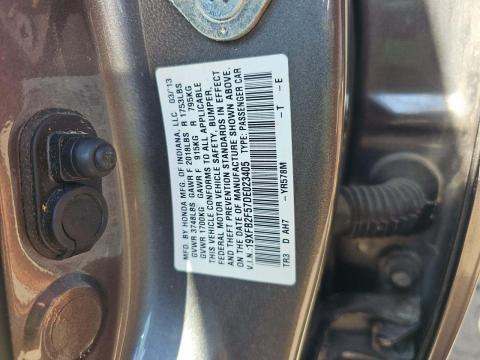 MFD. BY HONDA MFG. OF INDIANA, LLC 03/13
GVWR 3748LBS GAWR F 2018LBS R 1753LBS
GVWR 1700KG GAWR F 915KG R 795KG
THIS VEHICLE CONFORMS TO ALL APPLICABLE
FEDERAL MOTOR VEHICLE SAFETY, BUMPER,
AND THEFT PREVENTION STANDARDS IN EFFECT
ON THE DATE OF MANUFACTURE SHOWN ABOVE.
V.I.N. 19XFB2F57DE023405 TYPE: PASSENGER CAR
TR3 D AH7 -YR578M -T -E